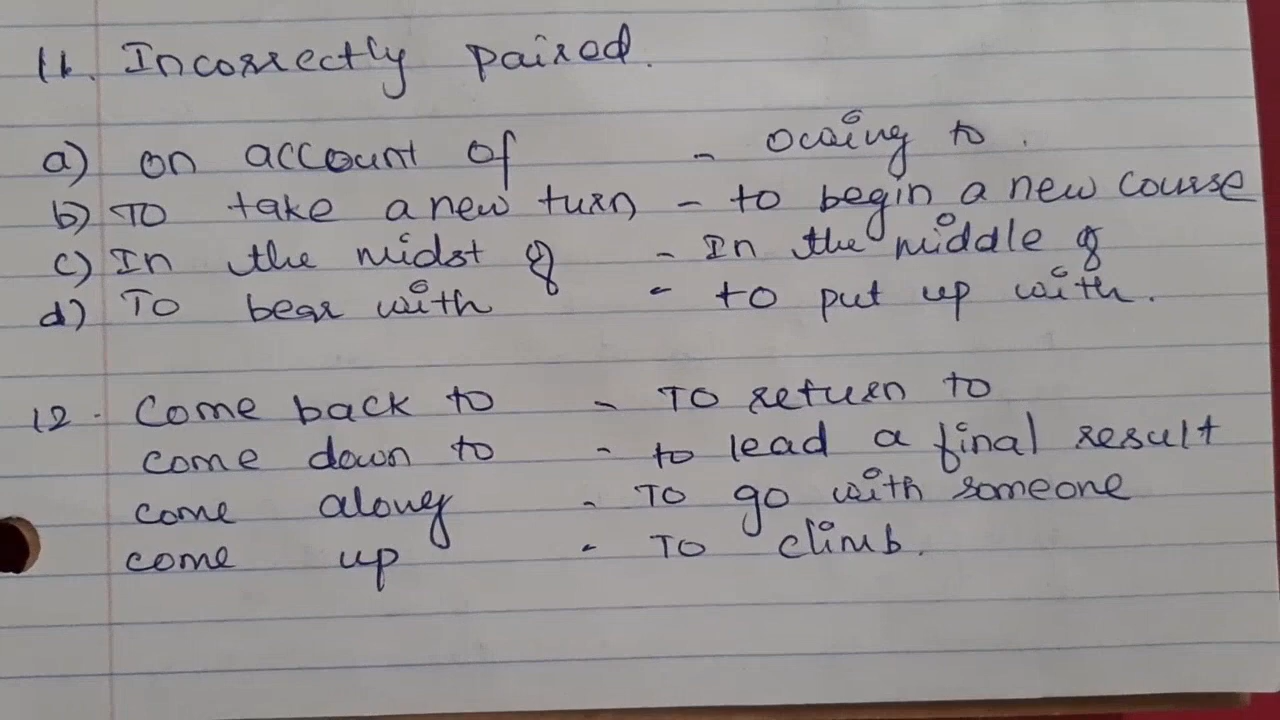 11. Incorrectly paired.
a) on account of - owing to.
b) To take a new turn - to begin a new course
c) In the midst of - In the middle of
d) To bear with - to put up with.
12. Come back to - To return to
come down to - to lead a final result
come along - To go with someone
come up - To climb.